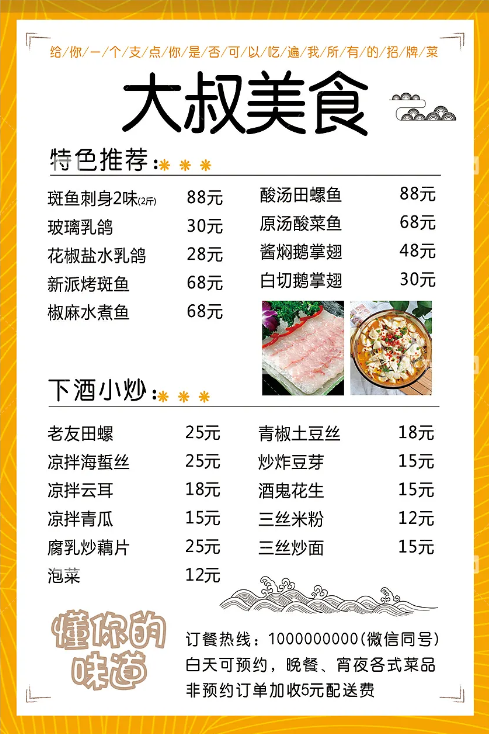 给/你/一/个/支/点/你/是/否/可/以/吃/遍/我/所/有/的/招/牌/菜
大叔美食
特色推荐:
斑鱼刺身2味(2斤) 88元
玻璃乳鸽 30元
花椒盐水乳鸽 28元
新派烤斑鱼 68元
椒麻水煮鱼 68元
酸汤田螺鱼 88元
原汤酸菜鱼 68元
酱焖鹅掌翅 48元
白切鹅掌翅 30元
下酒小炒:
老友田螺 25元
凉拌海蜇丝 25元
凉拌云耳 18元
凉拌青瓜 15元
腐乳炒藕片 25元
泡菜 12元
青椒土豆丝 18元
炒炸豆芽 15元
酒鬼花生 15元
三丝米粉 12元
三丝炒面 15元
懂你的
味道
订餐热线：1000000000(微信同号)
白天可预约，晚餐、宵夜各式菜品
非预约订单加收5元配送费